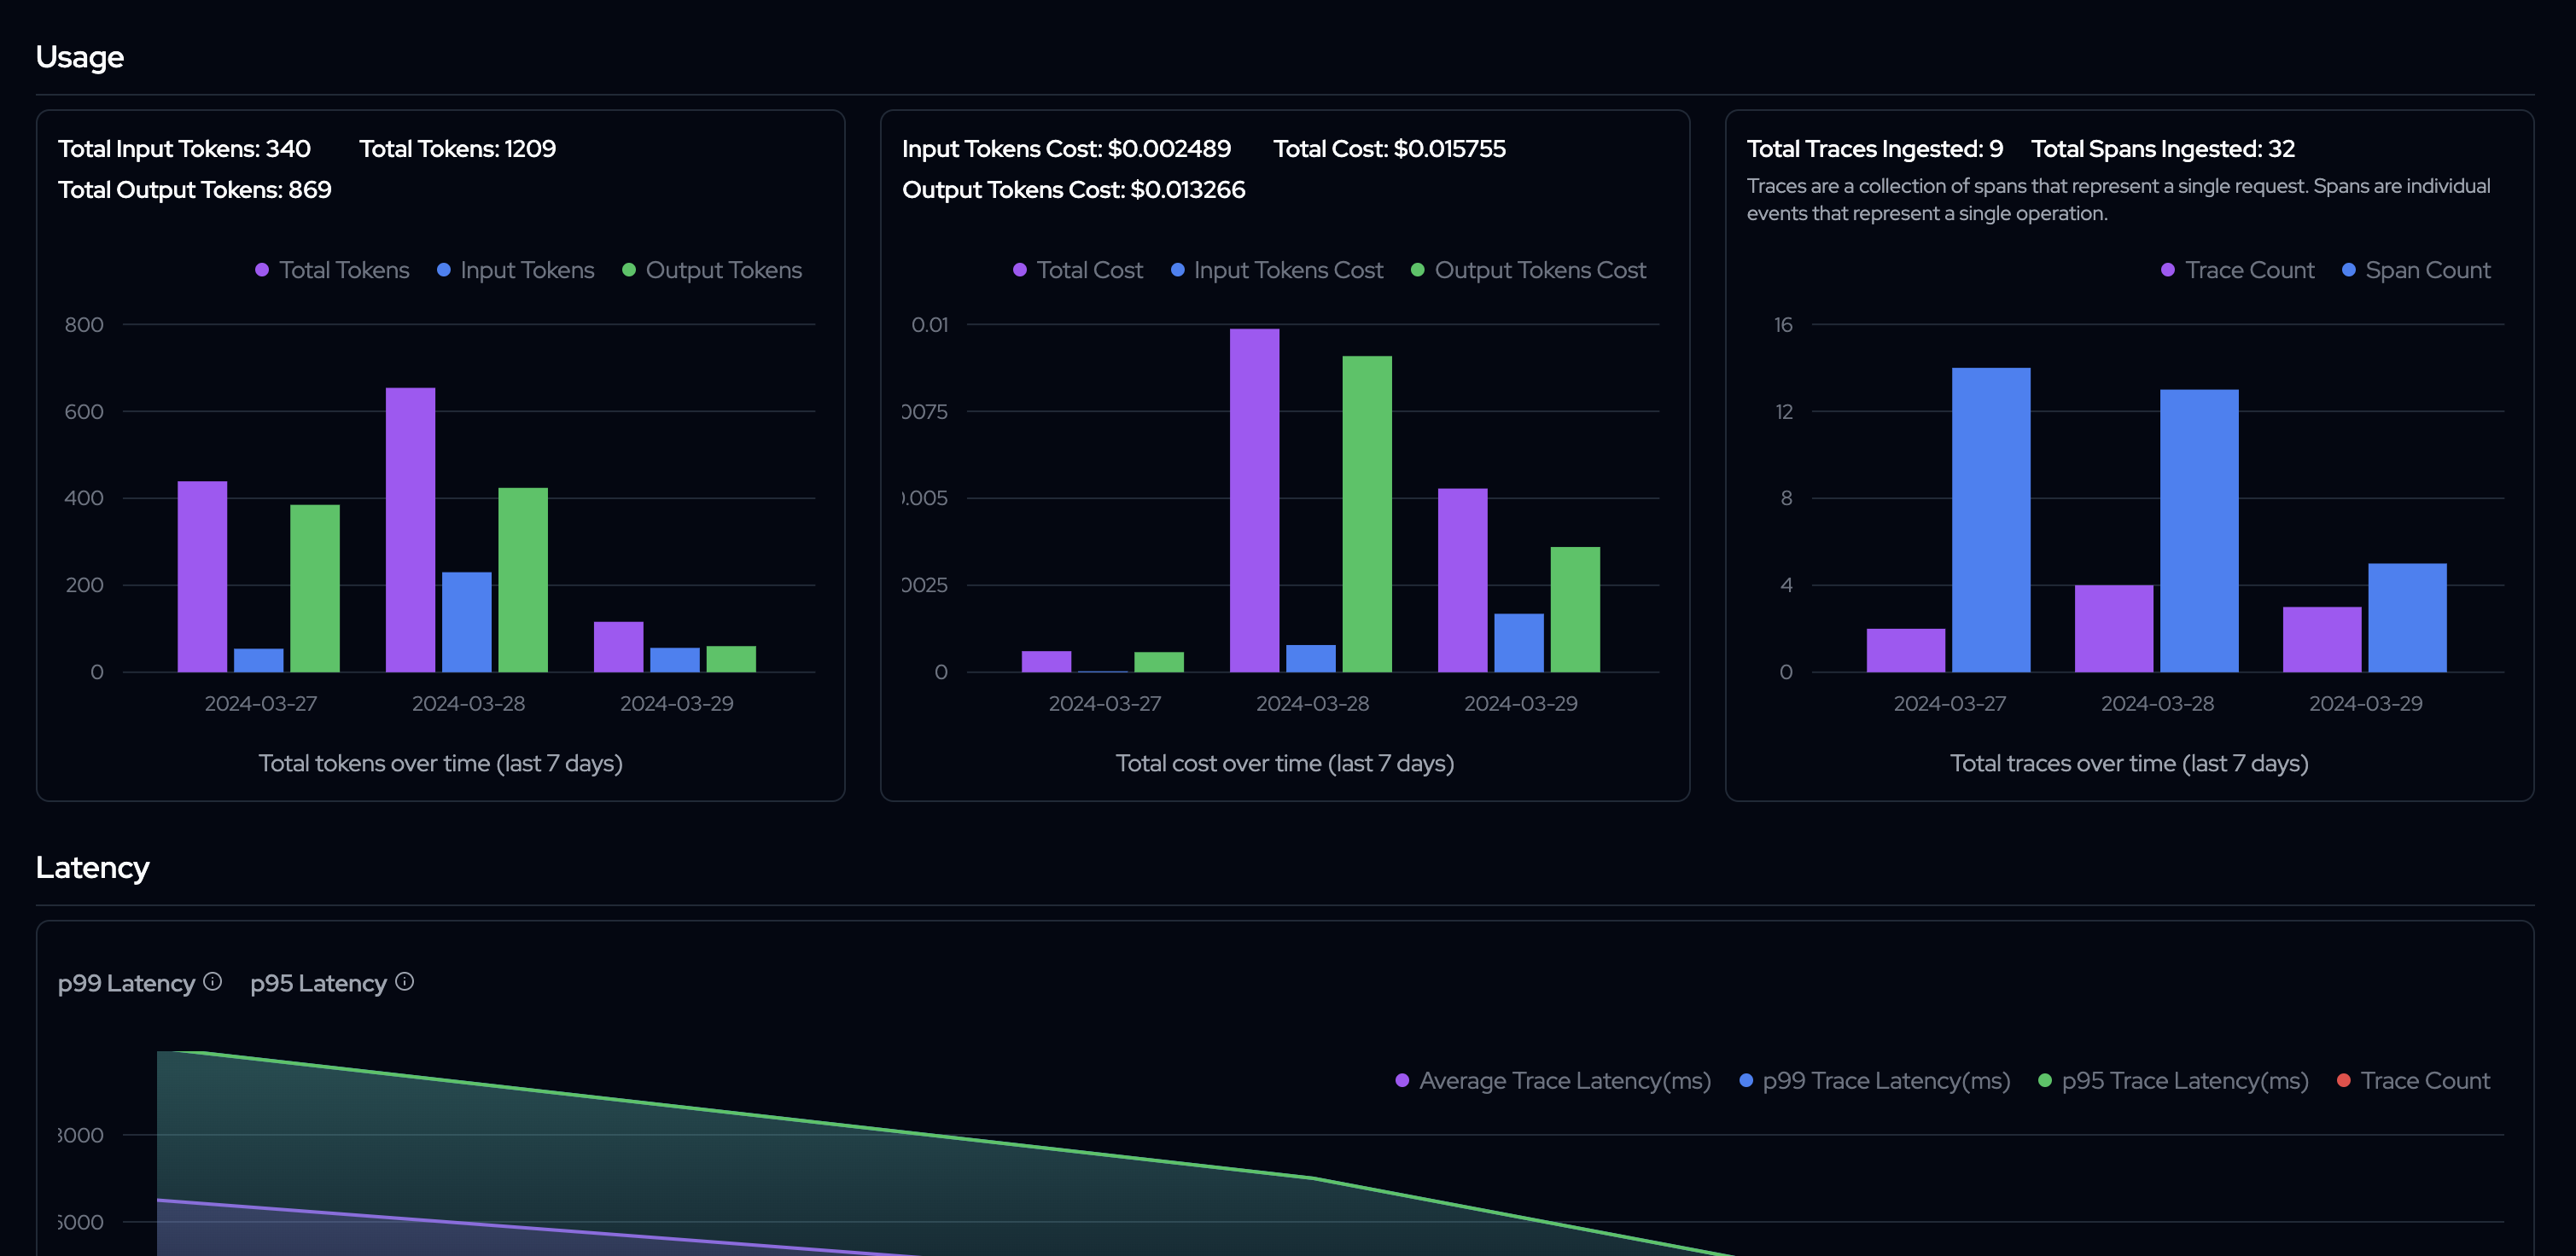 Usage
Total Input Tokens: 340 Total Tokens: 1209
Total Output Tokens: 869
Total Tokens Input Tokens Output Tokens
800
600
400
200
0
2024-03-27 2024-03-28 2024-03-29
Total tokens over time (last 7 days)
Input Tokens Cost: $0.002489 Total Cost: $0.015755
Output Tokens Cost: $0.013266
Total Cost Input Tokens Cost Output Tokens Cost
0.01
0075
.005
0025
0
2024-03-27 2024-03-28 2024-03-29
Total cost over time (last 7 days)
Total Traces Ingested: 9 Total Spans Ingested: 32
Traces are a collection of spans that represent a single request. Spans are individual
events that represent a single operation.
Trace Count Span Count
16
12
8
4
0
2024-03-27 2024-03-28 2024-03-29
Total traces over time (last 7 days)
Latency
p99 Latency p95 Latency
Average Trace Latency(ms) p99 Trace Latency(ms) p95 Trace Latency(ms) Trace Count
000
000